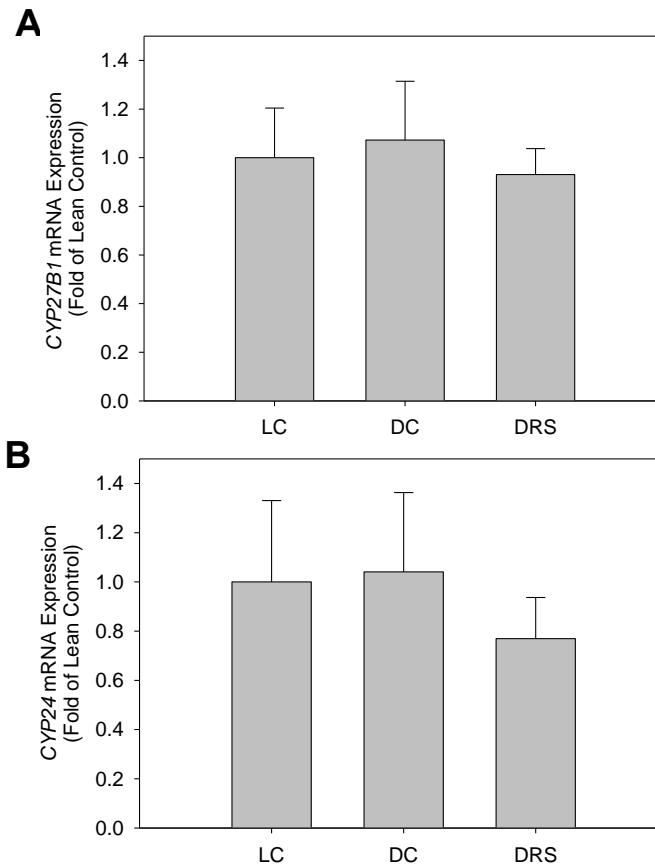 A
CYP27B1 mRNA Expression
(Fold of Lean Control)
1.4
1.2
1.0
0.8
0.6
0.4
0.2
0.0
LC DC DRS
B
CYP24 mRNA Expression
(Fold of Lean Control)
1.4
1.2
1.0
0.8
0.6
0.4
0.2
0.0
LC DC DRS